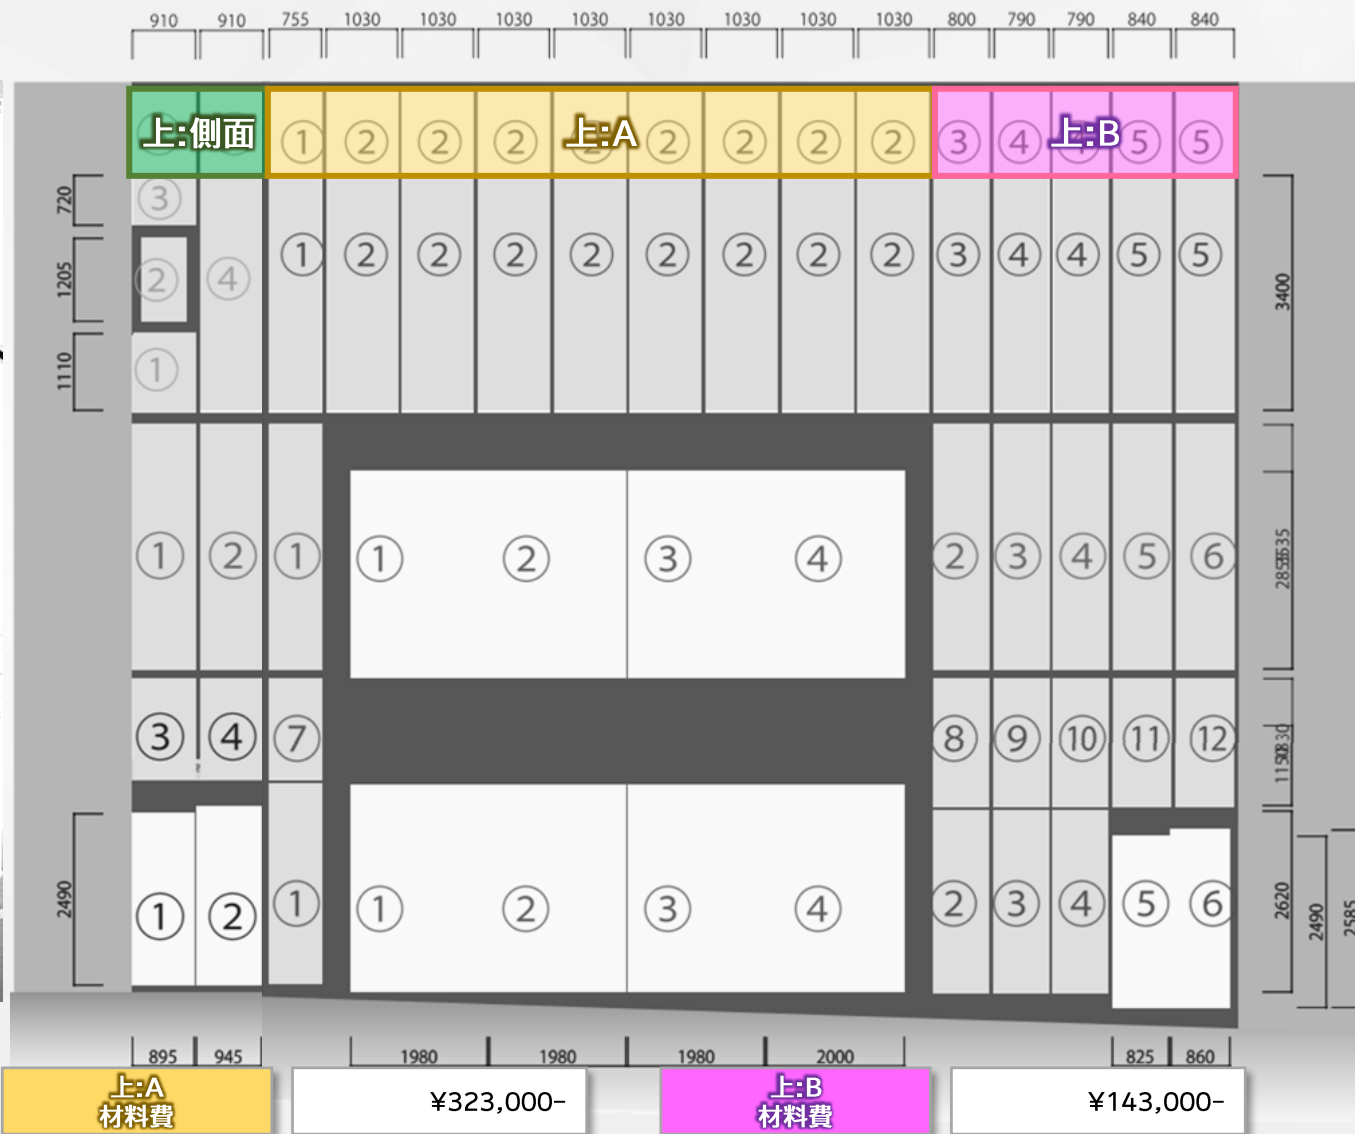 910 910 755 1030 1030 1030 1030 1030 1030 1030 1030 800 790 790 840 840
上:側面 ① ② ② ② 上:A ② ② ② ② ③ ④ 上:B ⑤ ⑤
720 ③
1205 ② ④ ① ② ② ② ② ② ② ② ② ③ ④ ④ ⑤ ⑤ 3400
1110 ①
① ② ① ① ② ③ ④ ② ③ ④ ⑤ ⑥
③ ④ ⑦ ⑧ ⑨ ⑩ ⑪ ⑫
2490 ① ② ① ① ② ③ ④ ② ③ ④ ⑤ ⑥ 2620 2490 2585
895 945 1980 1980 1980 2000 825 860
上:A
材料費
¥323,000−
上:B
材料費
¥143,000−